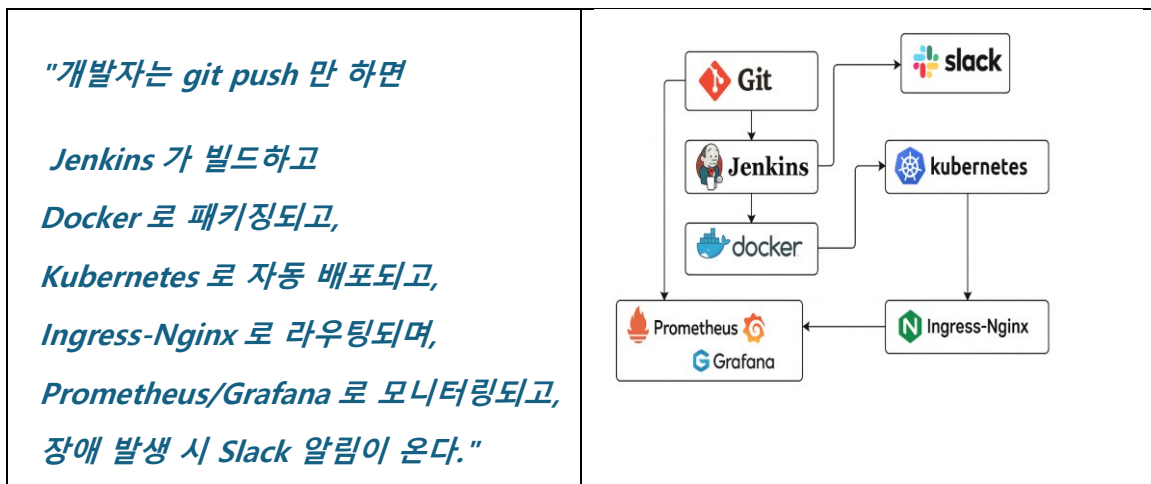 "개발자는 git push 만 하면
Jenkins 가 빌드하고
Docker 로 패키징되고,
Kubernetes 로 자동 배포되고,
Ingress-Nginx 로 라우팅되며,
Prometheus/Grafana 로 모니터링되고,
장애 발생 시 Slack 알림이 온다."
Git
slack
Jenkins
kubernetes
docker
Prometheus
Grafana
N Ingress-Nginx